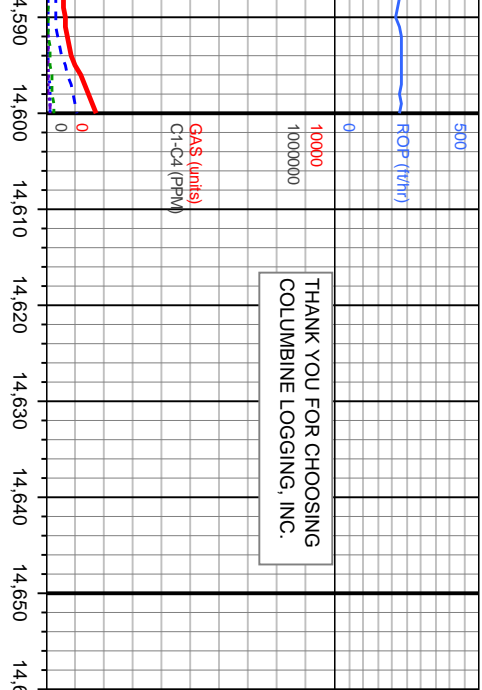 500
ROP (ft/hr)
0
10000
1000000
GAS (units)
C1-C4 (PPM)
0
0
THANK YOU FOR CHOOSING
COLUMBINE LOGGING, INC.
14,590
14,600
14,610
14,620
14,630
14,640
14,650